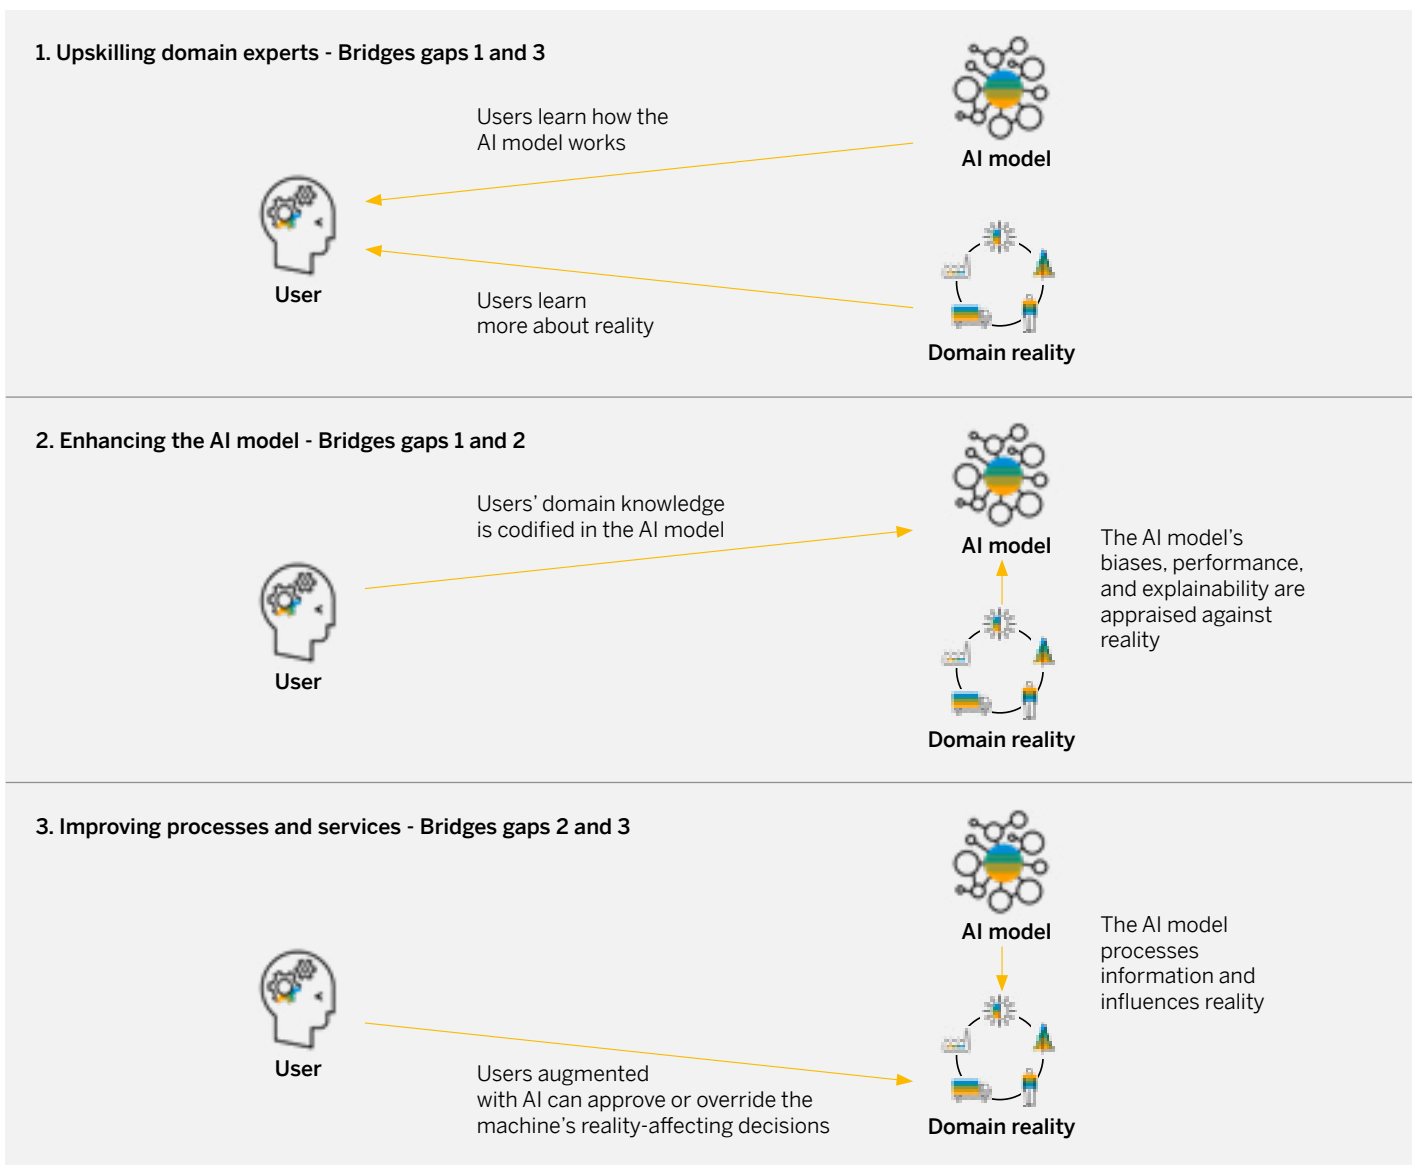 1. Upskilling domain experts - Bridges gaps 1 and 3
Users learn how the
AI model works
AI model
User
Users learn
more about reality
Domain reality
2. Enhancing the AI model - Bridges gaps 1 and 2
Users’ domain knowledge
is codified in the AI model
AI model
The AI model’s
biases, performance,
and explainability are
appraised against
reality
User
Domain reality
3. Improving processes and services - Bridges gaps 2 and 3
AI model
The AI model
processes
information and
influences reality
User
Users augmented
with AI can approve or override the
machine’s reality-affecting decisions
Domain reality